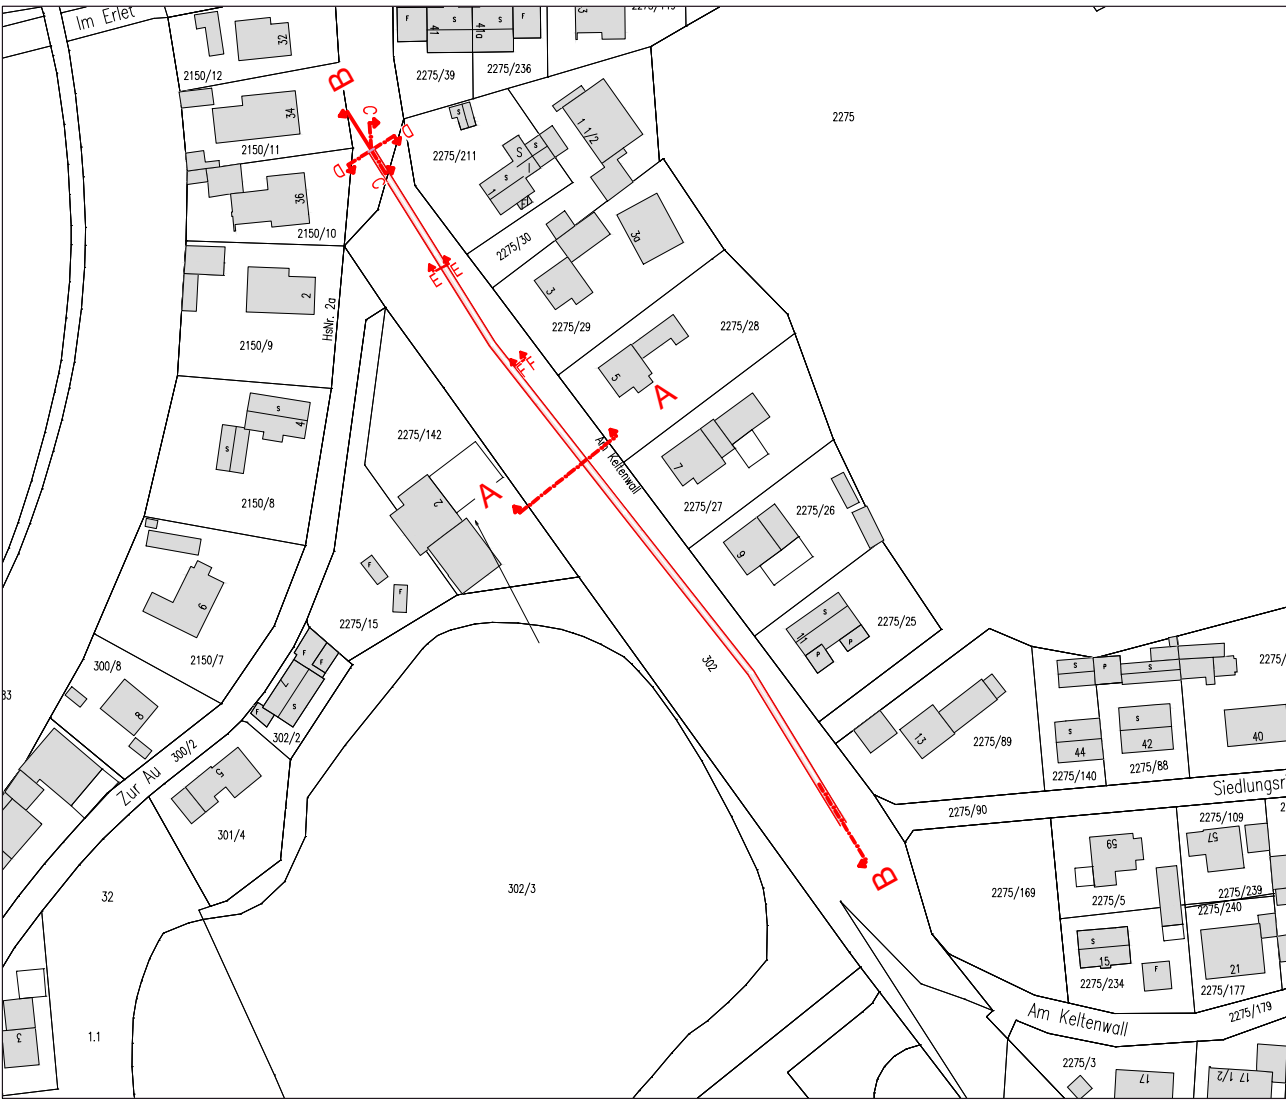 Im Erlet
32
2150/12
B
41
S
41a
S
F
F
2275/39
2275/236
2275
34
2150/11
C
D
S
2275/211
1 1/2
S
S
S
1
36
2150/10
D
C
2275/30
3a
E
E
3
2
HsNr. 2a
2150/9
2275/29
2275/28
F
F
5
A
S
4
S
2150/8
2275/142
Am Keltenwall
7
2275/27
A
2
2275/26
9
F
F
6
2150/7
2275/15
S
11
P
P
2275/25
300/8
8
F
F
7
S
F
302/2
302
2275/
S
P
S
13
2275/89
S
44
2275/140
S
42
2275/88
40
Zur Au
300/2
5
301/4
Siedlungsr
2275/90
2275/109
B
59
57
2275/169
2275/5
2275/239
2275/240
32
302/3
S
15
2275/234
F
21
2275/177
3
1.1
Am Keltenwall
2275/179
2275/3
17
17 1/2